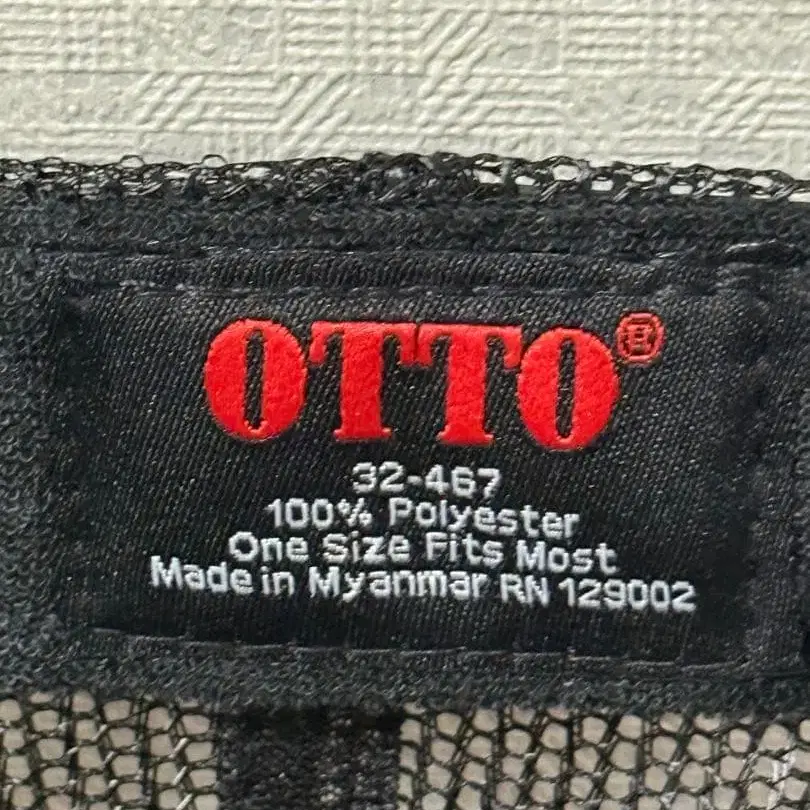 OTTO®
32-467
100% Polyester
One Size Fits Most
Made in Myanmar RN 129002